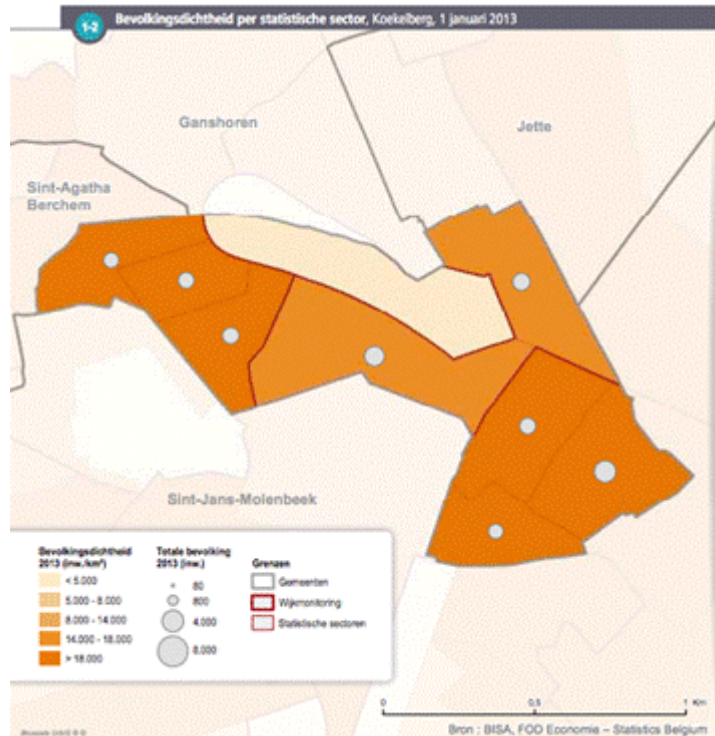 1-2
Bevolkingsdichtheid per statistische sector, Koekelberg, 1 januari 2013
Ganshoren
Jette
Sint-Agatha
Berchem
Sint-Jans-Molenbeek
Bevolkingsdichtheid
2013 (inw./km²)
< 5.000
5.000 - 8.000
8.000 - 14.000
14.000 - 18.000
> 18.000
Totale bevolking
2013 (inw.)
80
800
4.000
8.000
Grenzen
Gemeenten
Wijkmonitoring
Statistische sectoren
0
0,5
1 Km
Bron : BISA, FOD Economie – Statistics Belgium